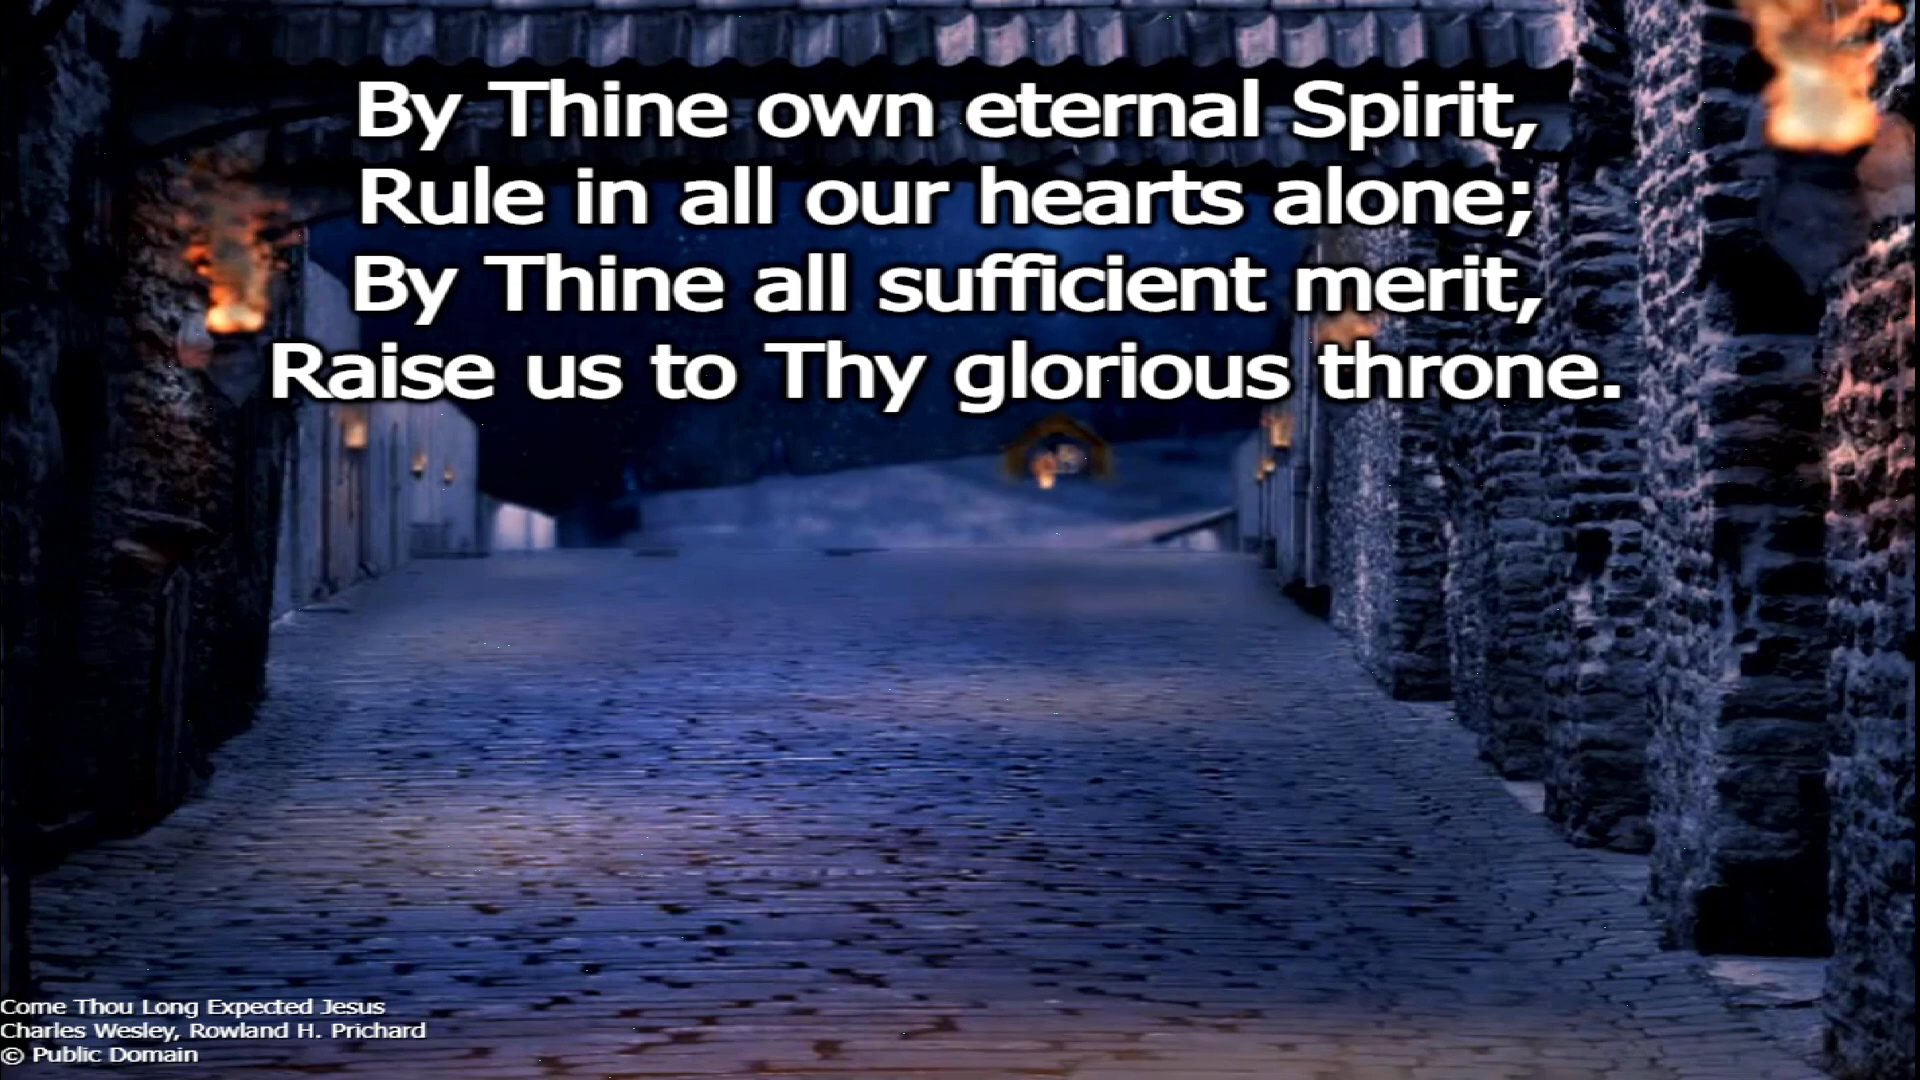 By Thine own eternal Spirit,
Rule in all our hearts alone;
By Thine all sufficient merit,
Raise us to Thy glorious throne.
Come Thou Long Expected Jesus
Charles Wesley, Rowland H. Prichard
© Public Domain